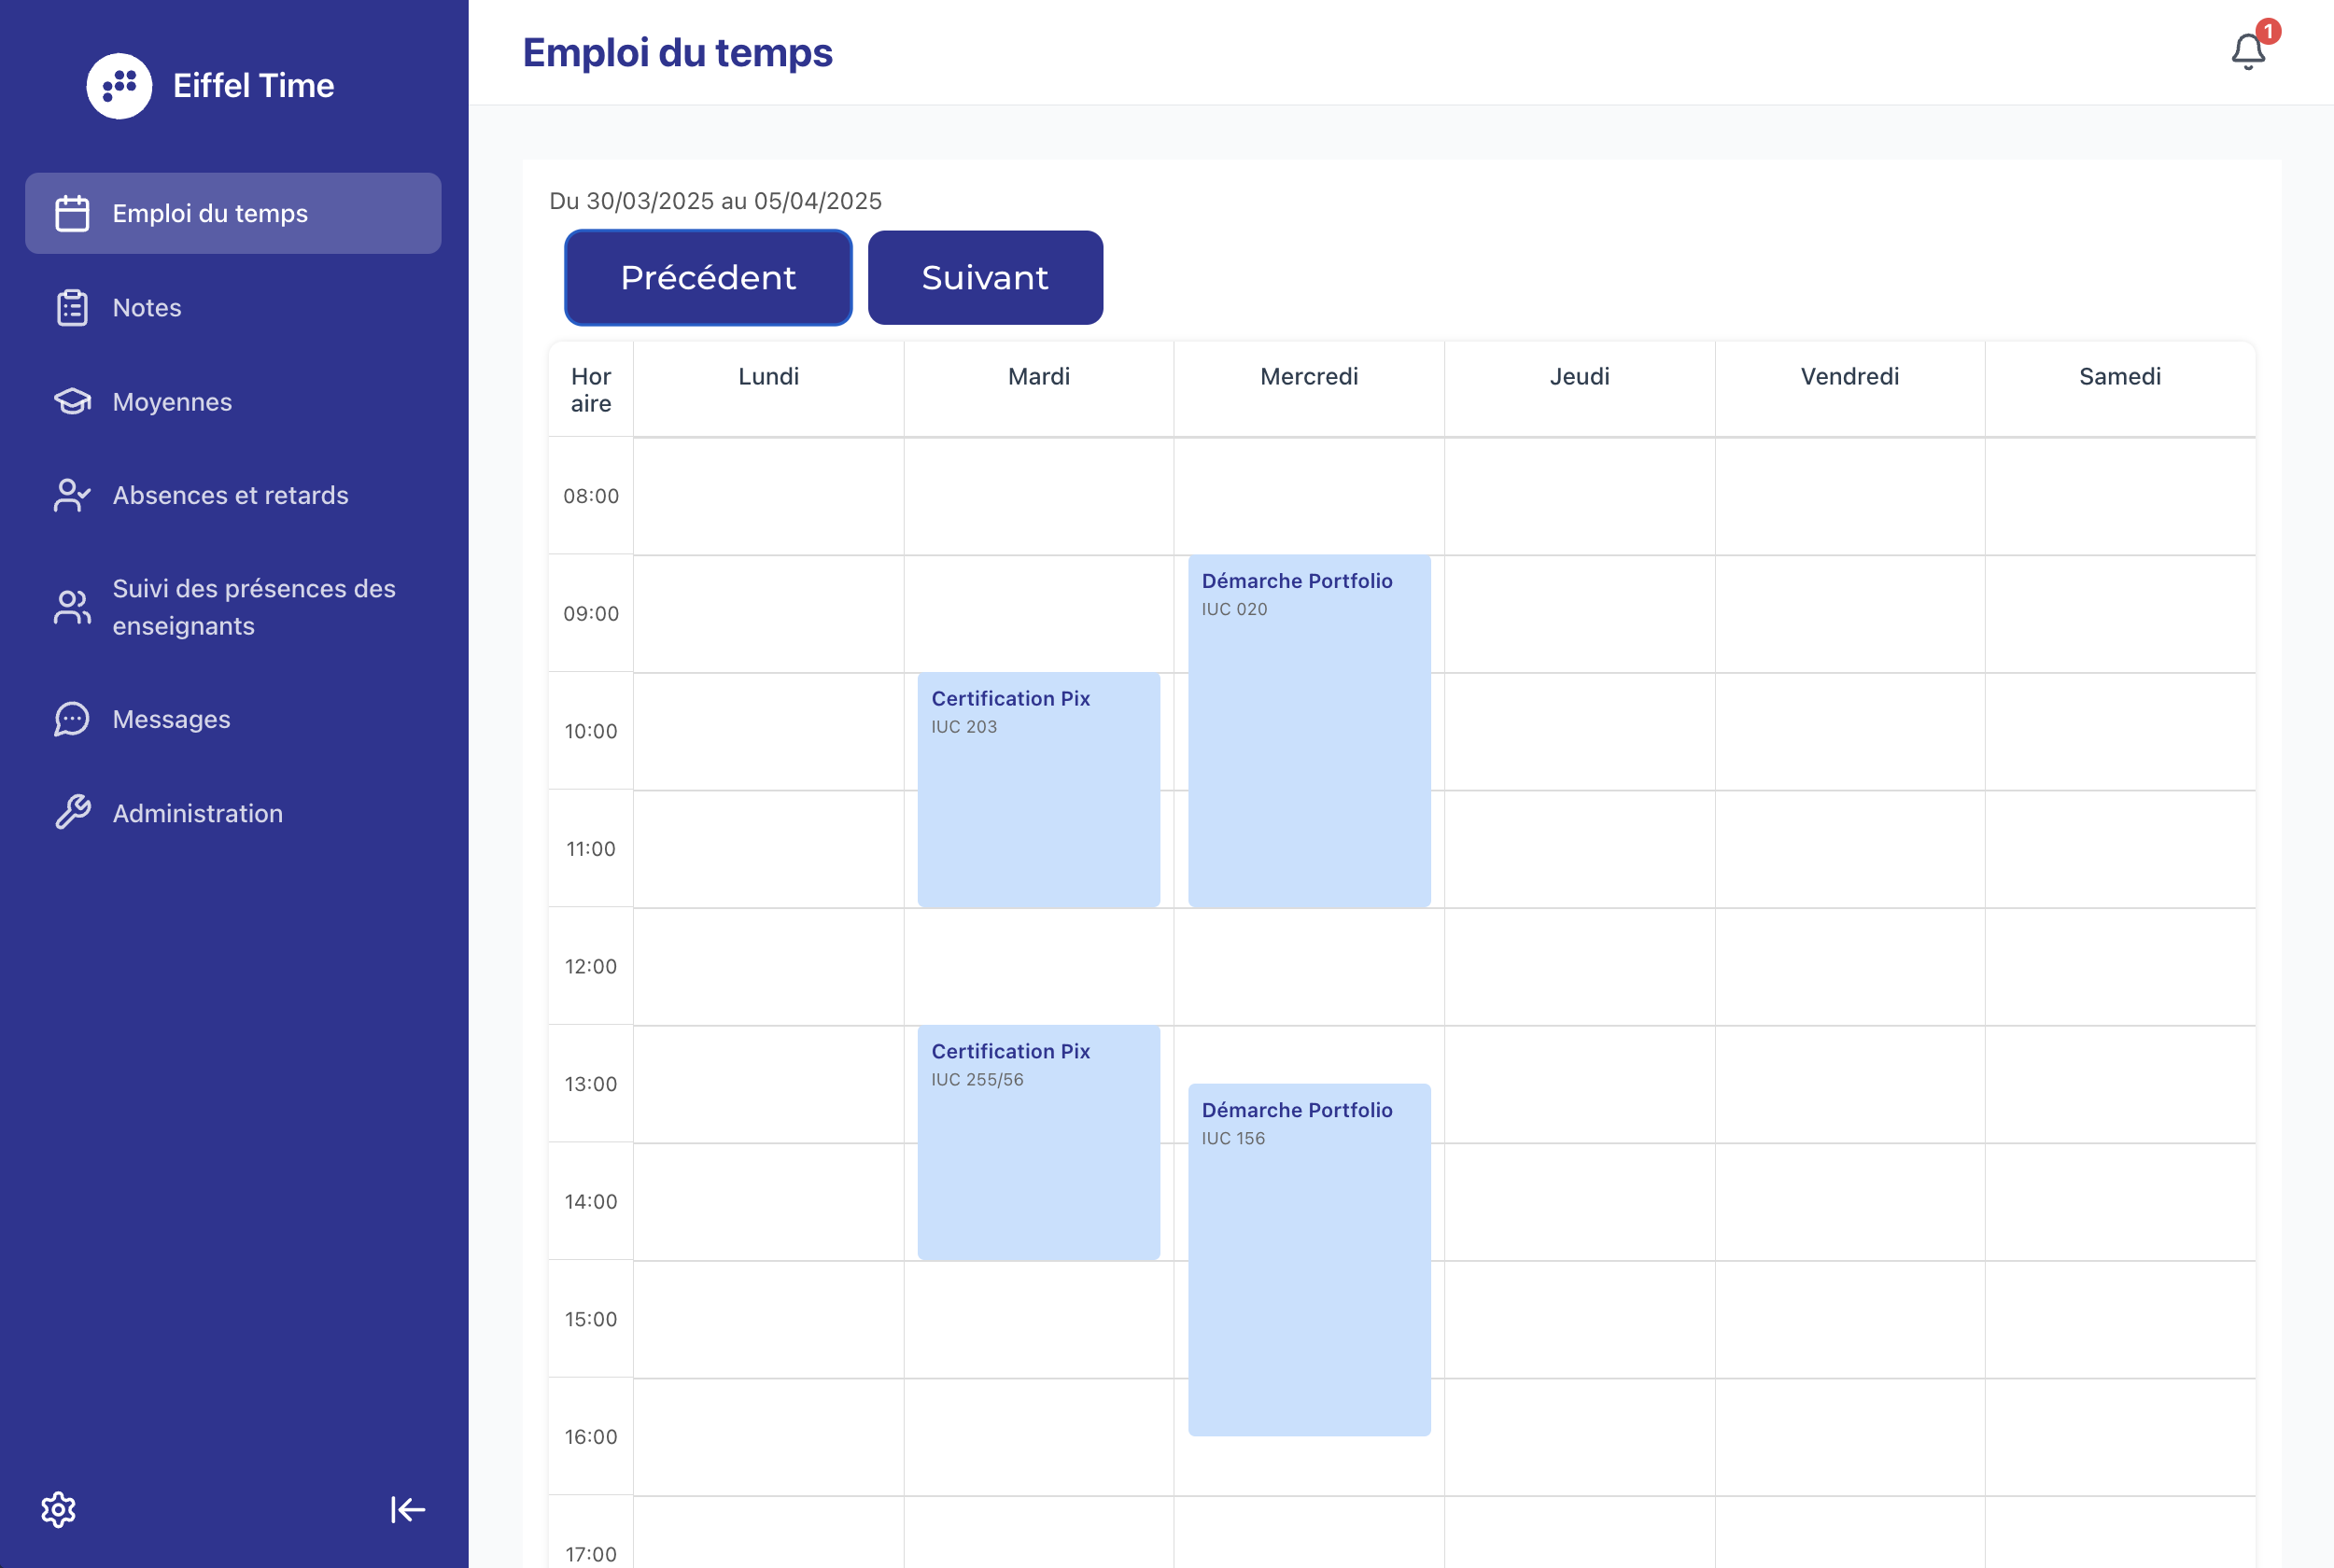 Eiffel Time
Emploi du temps
Notes
Moyennes
Absences et retards
Suivi des présences des
enseignants
Messages
Administration
Emploi du temps
1
Du 30/03/2025 au 05/04/2025
Précédent
Suivant
Hor
aire
Lundi
Mardi
Mercredi
Jeudi
Vendredi
Samedi
08:00
09:00
Démarche Portfolio
IUC 020
10:00
Certification Pix
IUC 203
11:00
12:00
13:00
Certification Pix
IUC 255/56
Démarche Portfolio
IUC 156
14:00
15:00
16:00
17:00